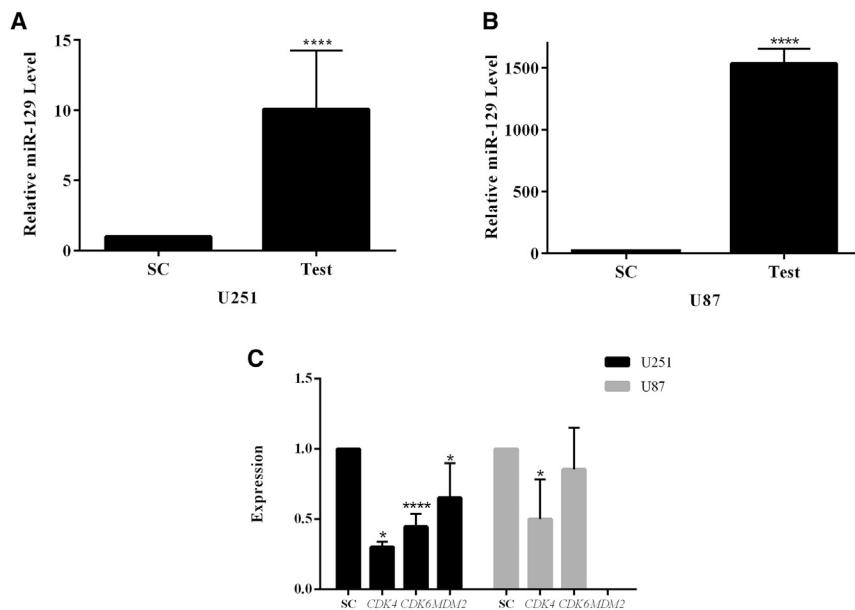 A
Relative miR-129 Level
15
10
5
0
****
SC Test
U251
B
Relative miR-129 Level
1500
1000
500
0
****
SC Test
U87
C
U251
U87
Expression
1.5
1.0
0.5
0.0
* **** * *
SC CDK4 CDK6 MDM2 SC CDK4 CDK6 MDM2